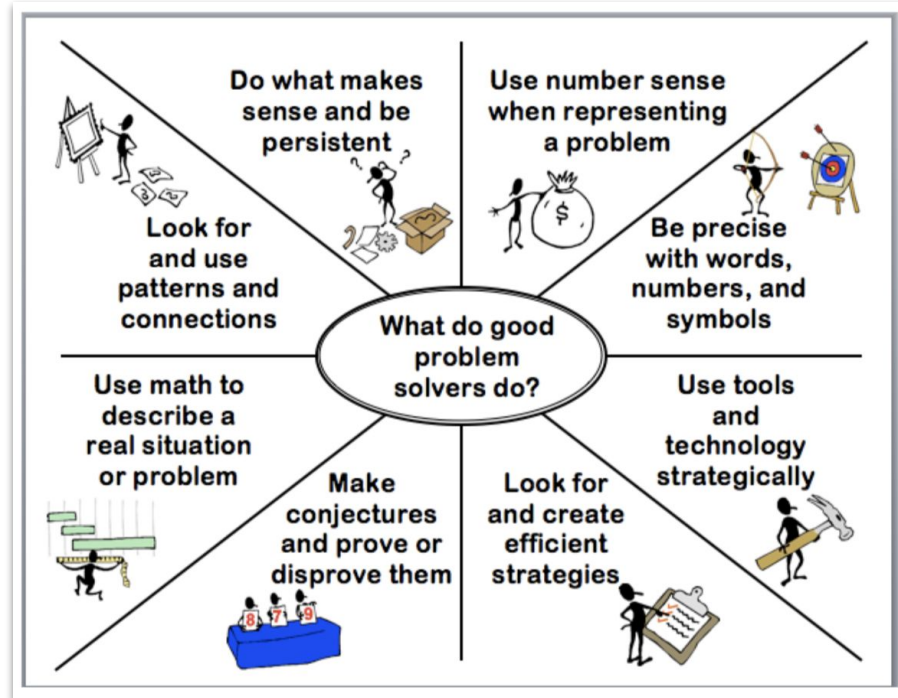 Do what makes
sense and be
persistent
Use number sense
when representing
a problem
Be precise
with words,
numbers, and
symbols
Use tools
and
technology
strategically
Look for
and create
efficient
strategies
Make
conjectures
and prove or
disprove them
8 7 9
Use math to
describe a
real situation
or problem
Look for
and use
patterns and
connections
What do good
problem
solvers do?
$